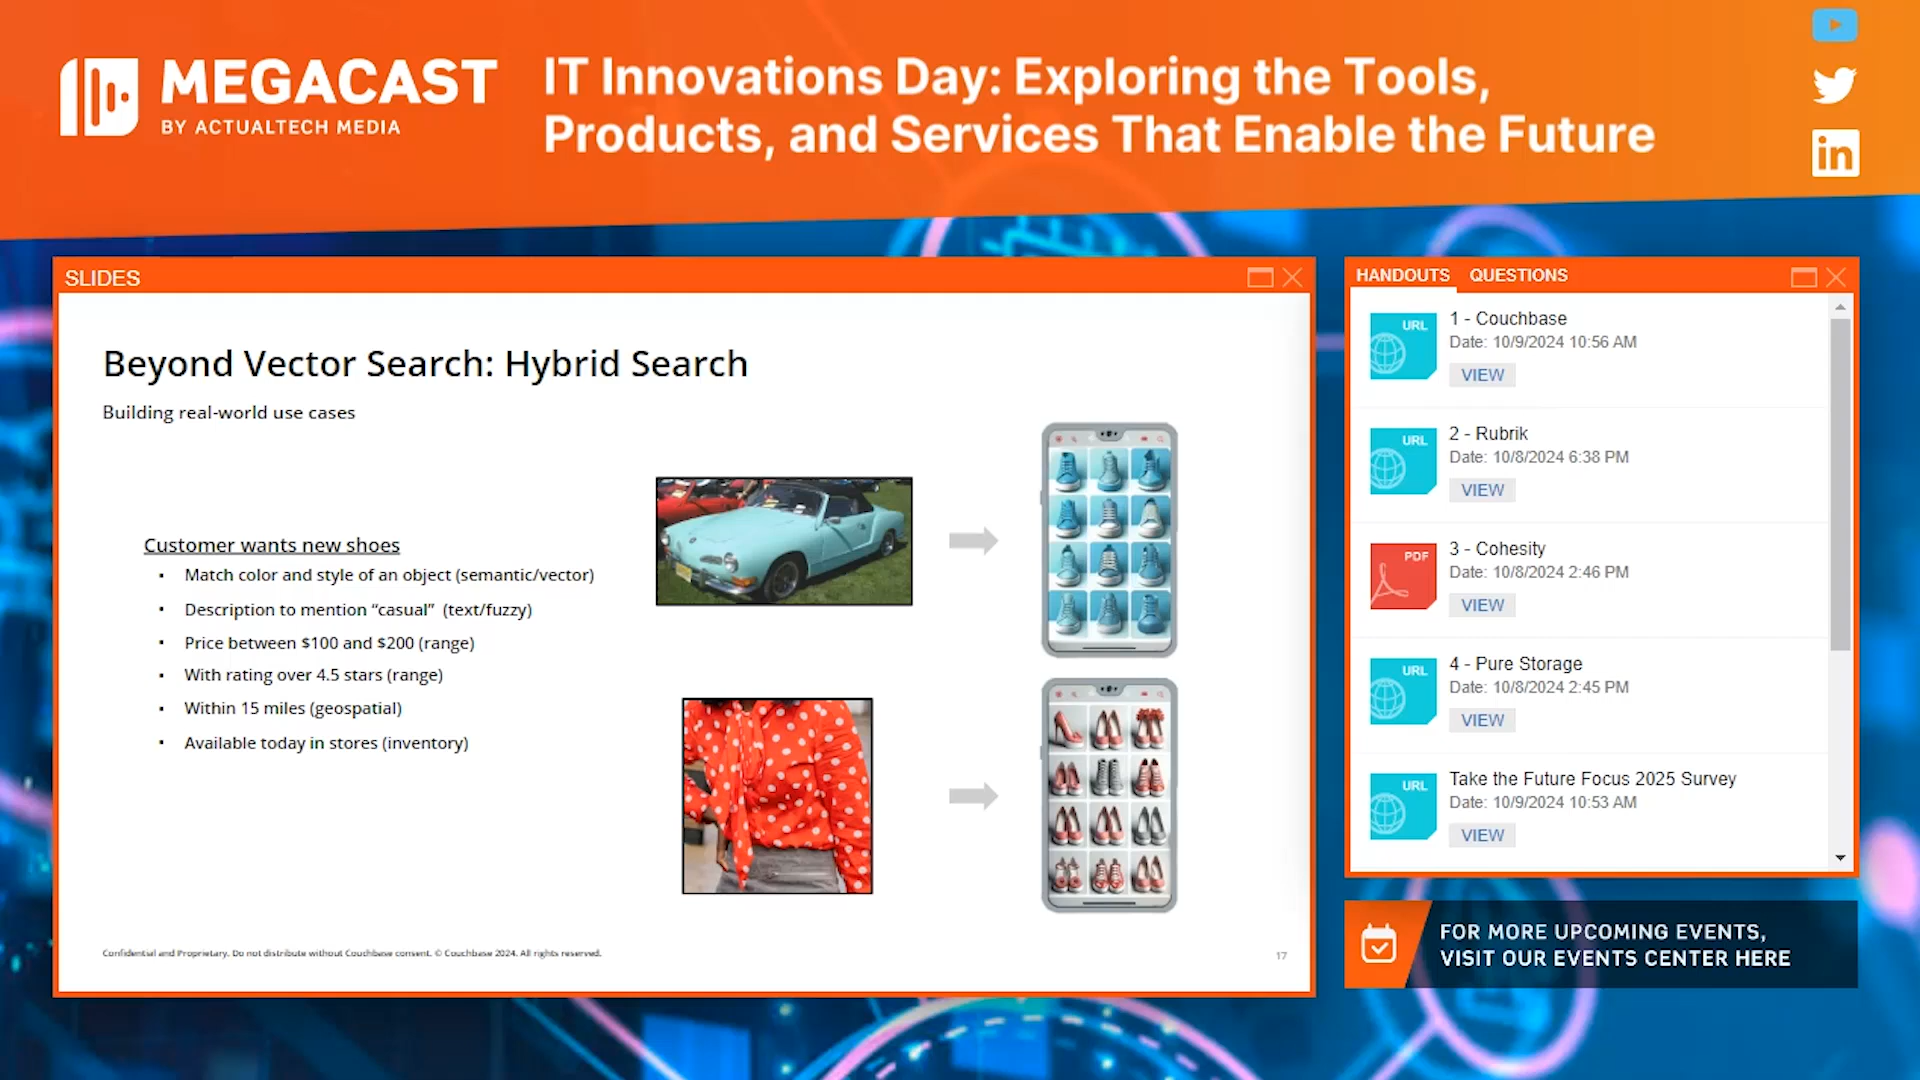 MEGACAST
BY ACTUALTECH MEDIA
IT Innovations Day: Exploring the Tools,
Products, and Services That Enable the Future
in
SLIDES
Beyond Vector Search: Hybrid Search
Building real-world use cases
Customer wants new shoes
▪ Match color and style of an object (semantic/vector)
▪ Description to mention “casual” (text/fuzzy)
▪ Price between $100 and $200 (range)
▪ With rating over 4.5 stars (range)
▪ Within 15 miles (geospatial)
▪ Available today in stores (inventory)
Confidential and Proprietary. Do not distribute without Couchbase consent. © Couchbase 2024. All rights reserved.
17
HANDOUTS QUESTIONS
URL
1 - Couchbase
Date: 10/9/2024 10:56 AM
VIEW
URL
2 - Rubrik
Date: 10/8/2024 6:38 PM
VIEW
PDF
3 - Cohesity
Date: 10/8/2024 2:46 PM
VIEW
URL
4 - Pure Storage
Date: 10/8/2024 2:45 PM
VIEW
URL
Take the Future Focus 2025 Survey
Date: 10/9/2024 10:53 AM
VIEW
FOR MORE UPCOMING EVENTS,
VISIT OUR EVENTS CENTER HERE